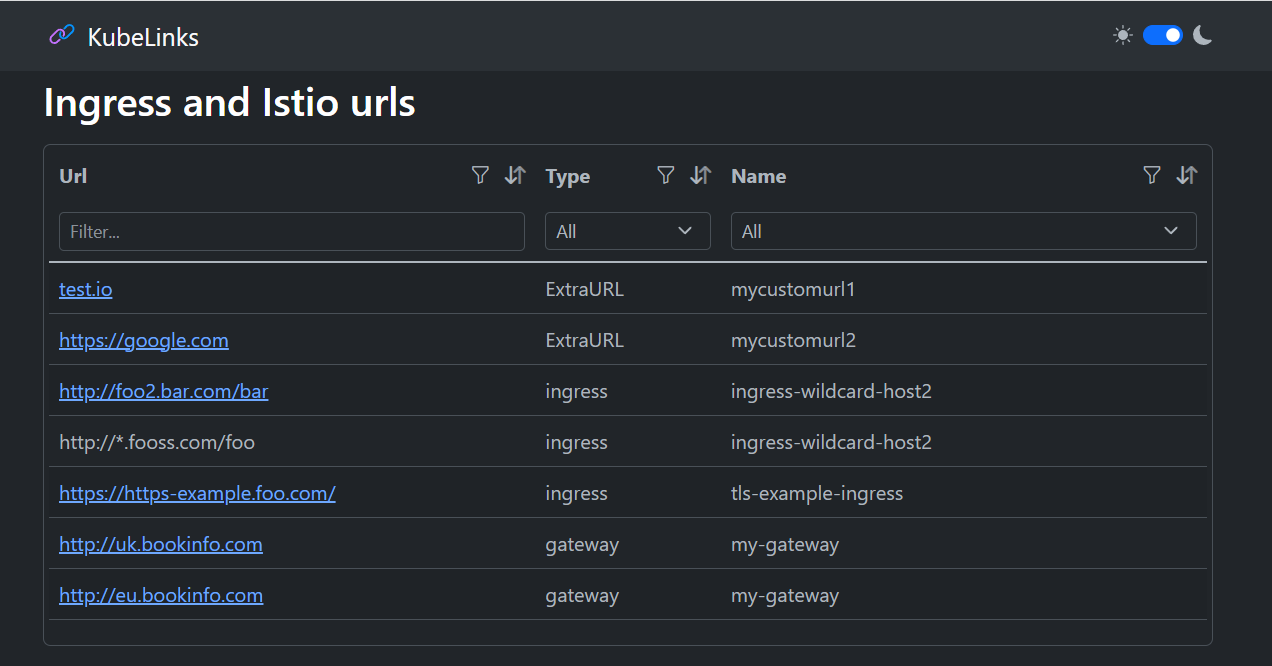 KubeLinks
Ingress and Istio urls
Url Type Name
Filter... All All
test.io ExtraURL mycustomurl1
https://google.com ExtraURL mycustomurl2
http://foo2.bar.com/bar ingress ingress-wildcard-host2
http://*.fooss.com/foo ingress ingress-wildcard-host2
https://https-example.foo.com/ ingress tls-example-ingress
http://uk.bookinfo.com gateway my-gateway
http://eu.bookinfo.com gateway my-gateway